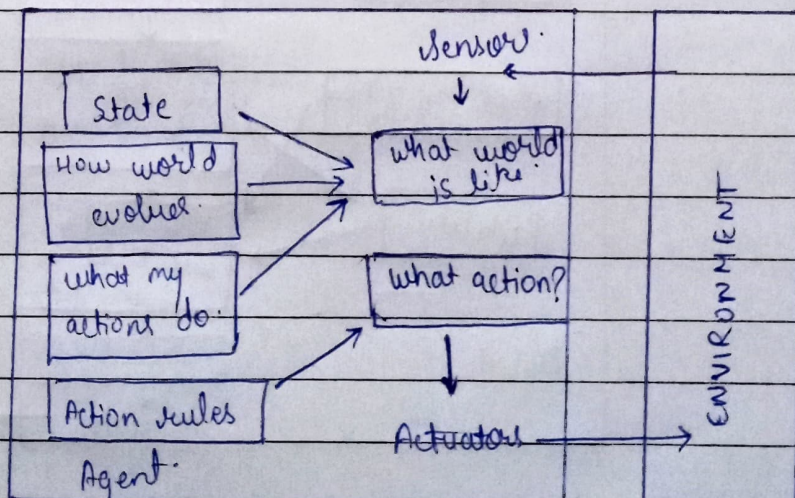 Sensors.
State
What world
is like.
How world
evolves.
What my
actions do.
What action?
Action rules
Actuators
Agent.
ENVIRONMENT